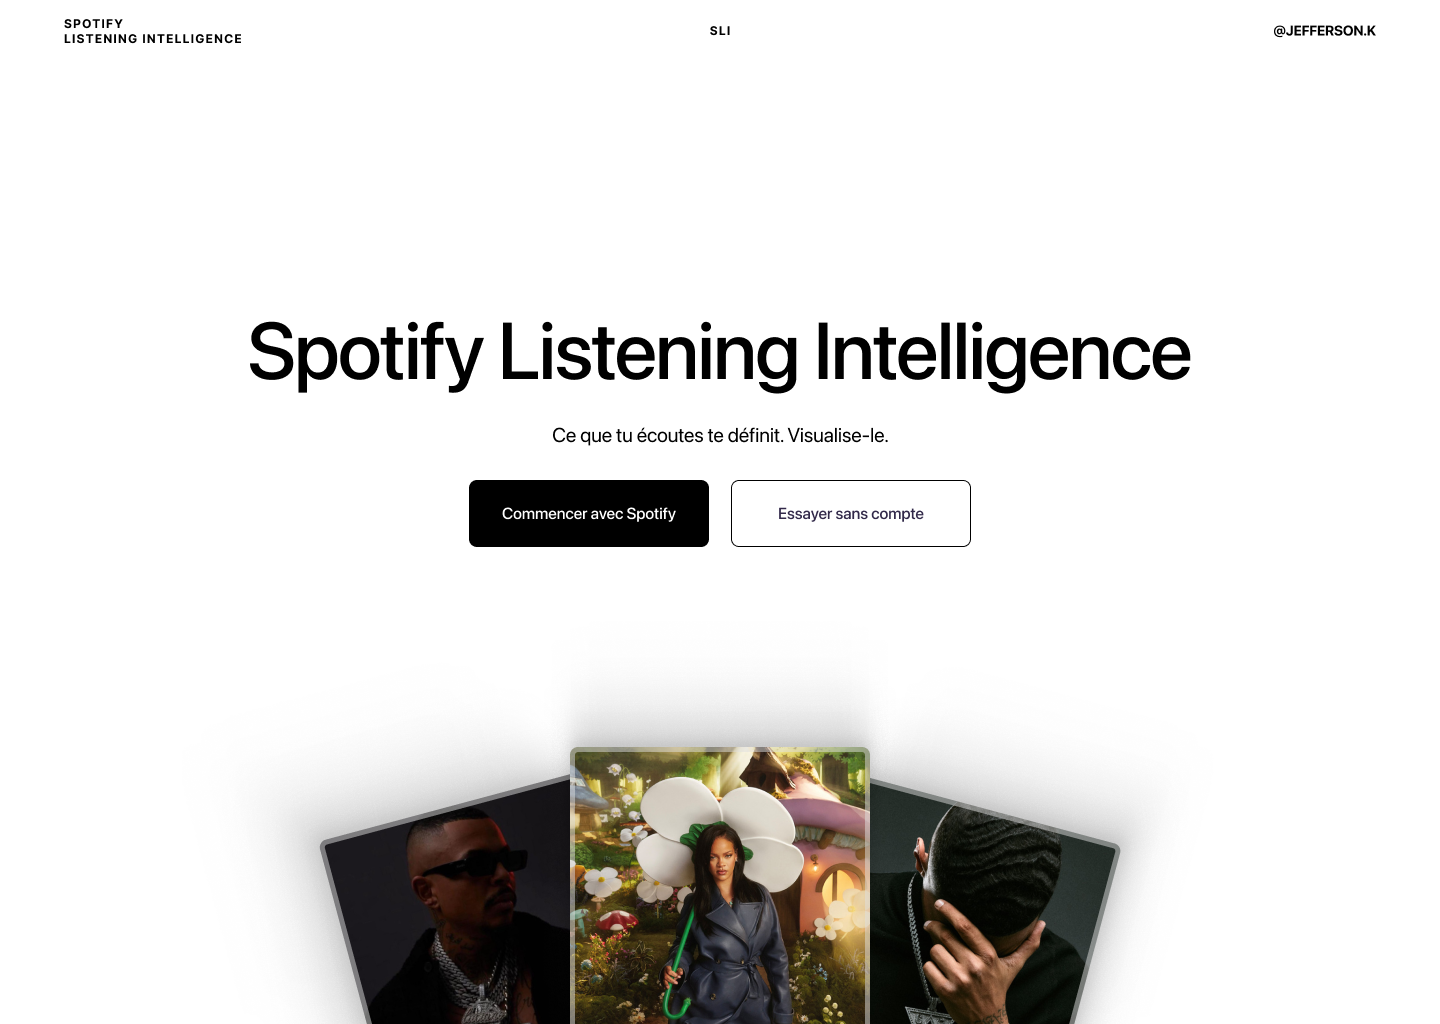 SPOTIFY
LISTENING INTELLIGENCE
SLI
@JEFFERSON.K
Spotify Listening Intelligence
Ce que tu écoutes te définit. Visualise-le.
Commencer avec Spotify
Essayer sans compte